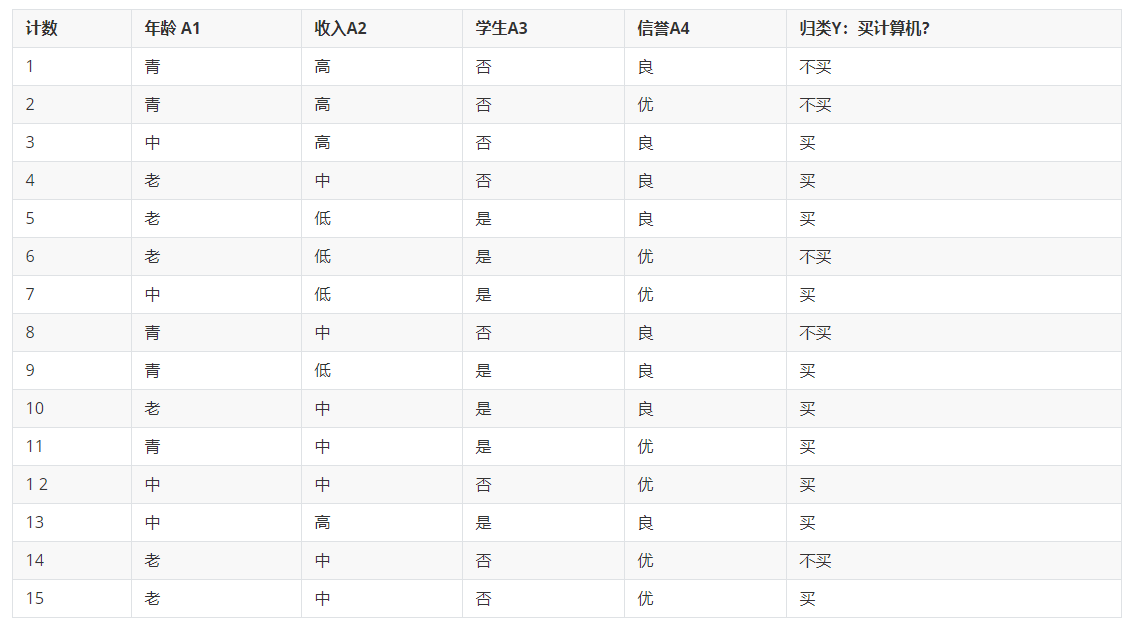 计数 年龄 A1 收入A2 学生A3 信誉A4 归类Y：买计算机？
1 青 高 否 良 不买
2 青 高 否 优 不买
3 中 高 否 良 买
4 老 中 否 良 买
5 老 低 是 良 买
6 老 低 是 优 不买
7 中 低 是 优 买
8 青 中 否 良 不买
9 青 低 是 良 买
10 老 中 是 良 买
11 青 中 是 优 买
1 2 中 中 否 优 买
13 中 高 是 良 买
14 老 中 否 优 不买
15 老 中 否 优 买